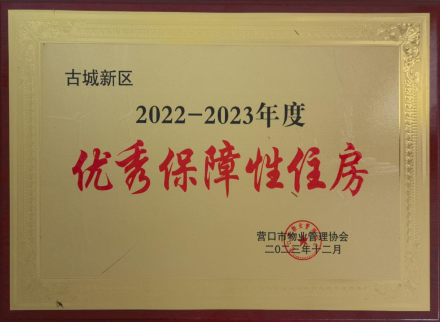 古城新区
2022-2023年度
优秀保障性住房
营口市物业管理协会
二〇二三年十二月